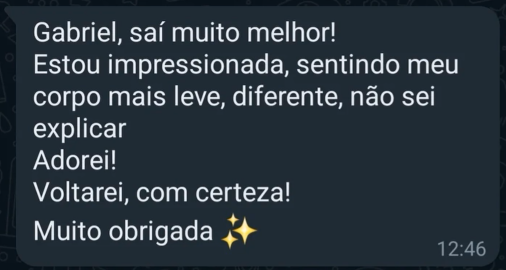 Gabriel, saí muito melhor!
Estou impressionada, sentindo meu
corpo mais leve, diferente, não sei
explicar
Adorei!
Voltarei, com certeza!
Muito obrigada ✨
12:46